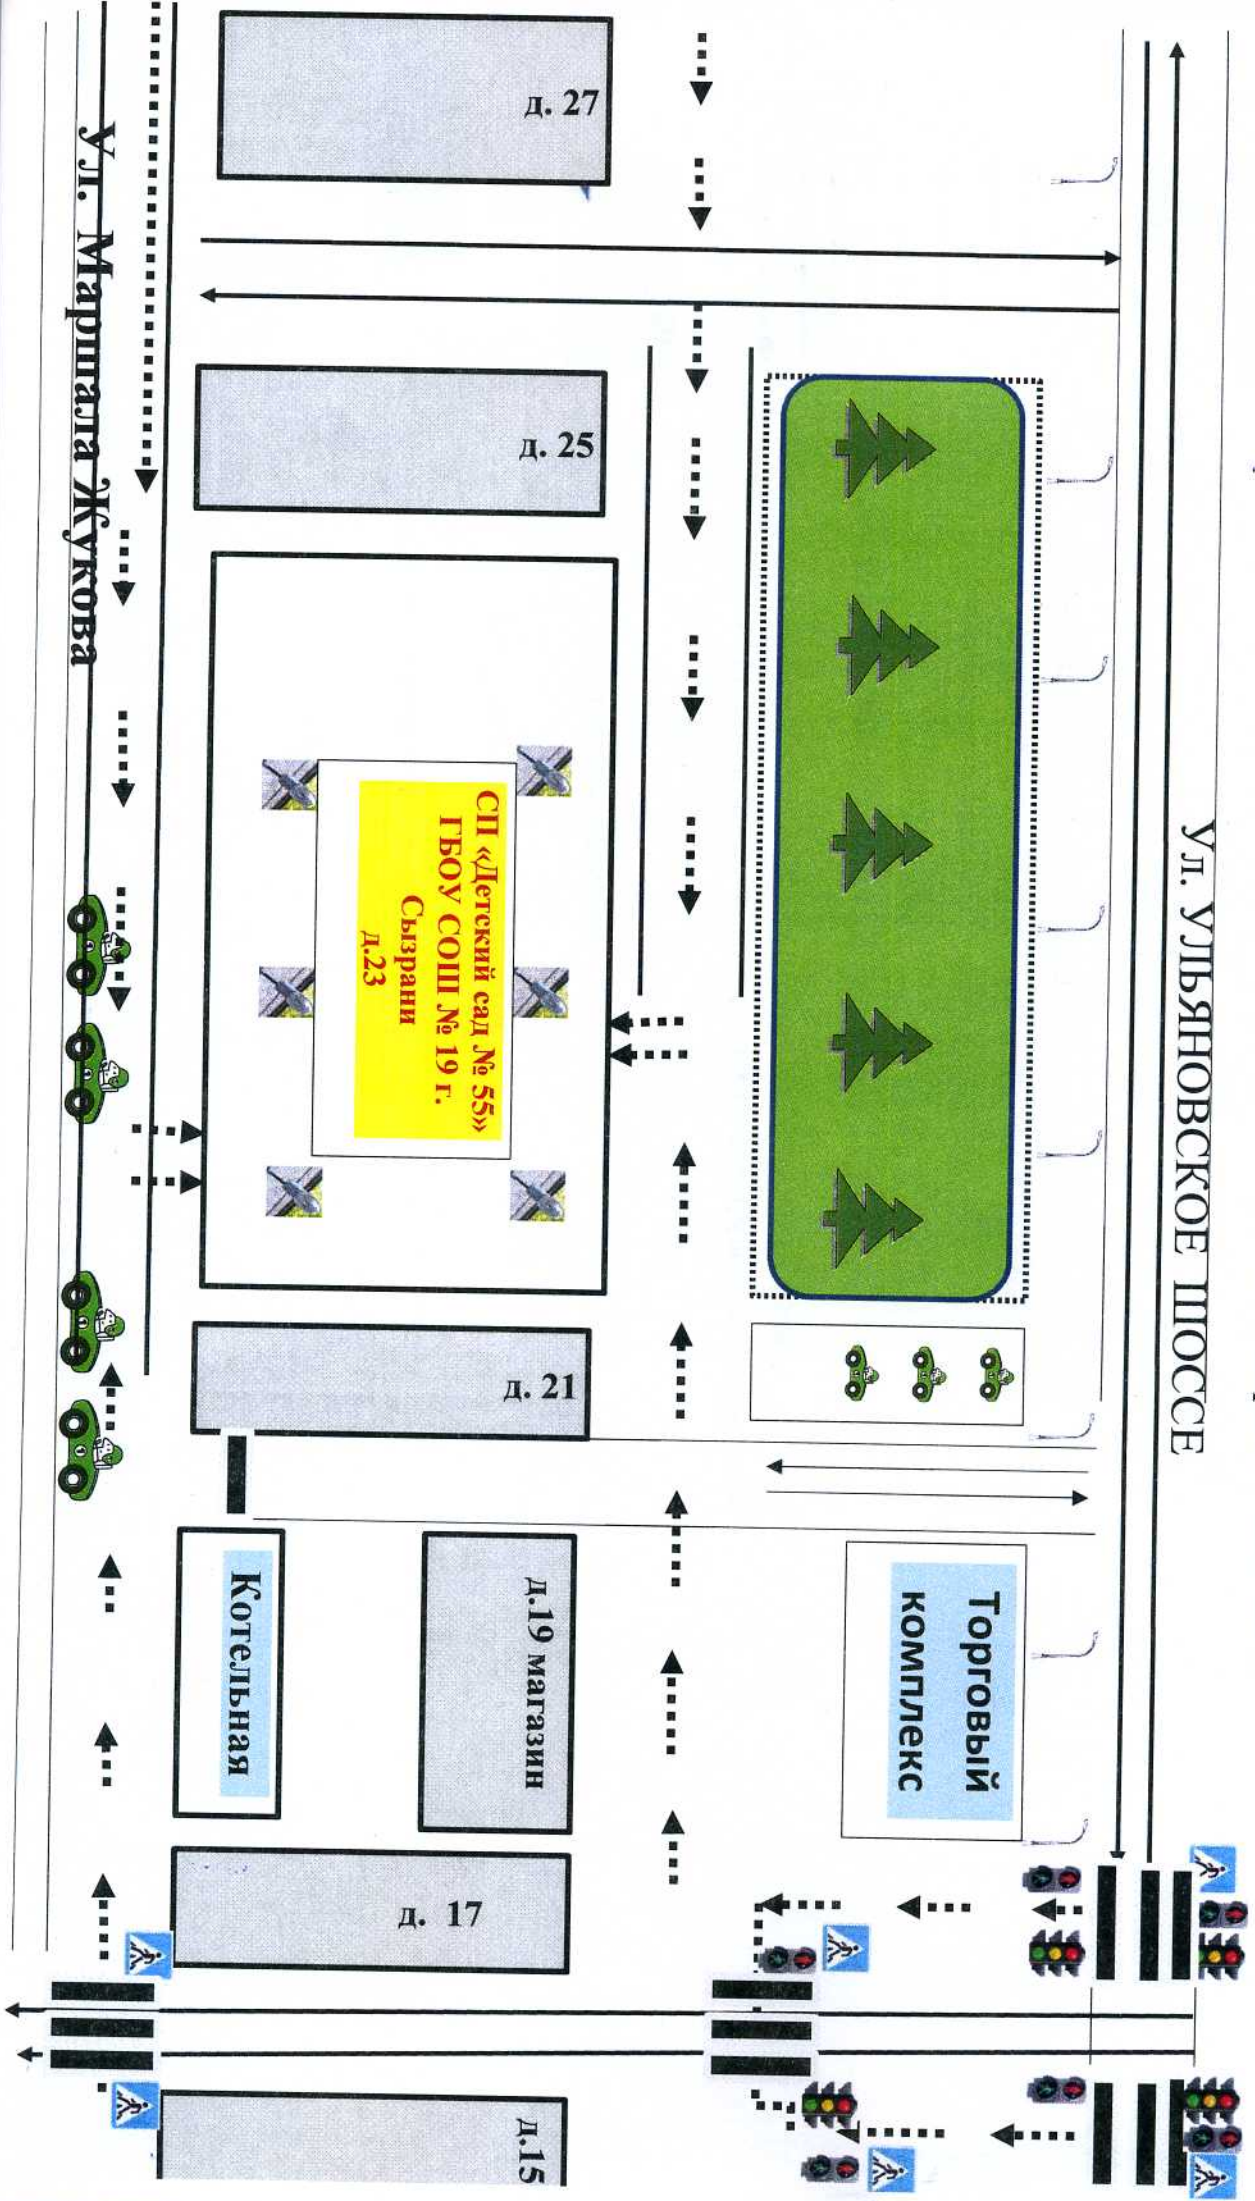 Ул. УЛЬЯНОВСКОЕ ШОССЕ
д. 27
д. 25
СП «Детский сад № 55»
ГБОУ СОШ № 19 г.
Сызрани
д.23
д. 21
Торговый
комплекс
д.19 магазин
Котельная
д. 17
д.15
Ул. Маршала Жукова